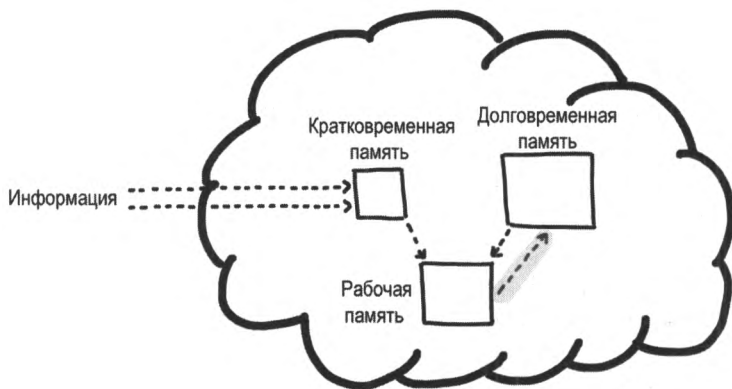 Кратковременная
память
Долговременная
память
Информация
Рабочая
память